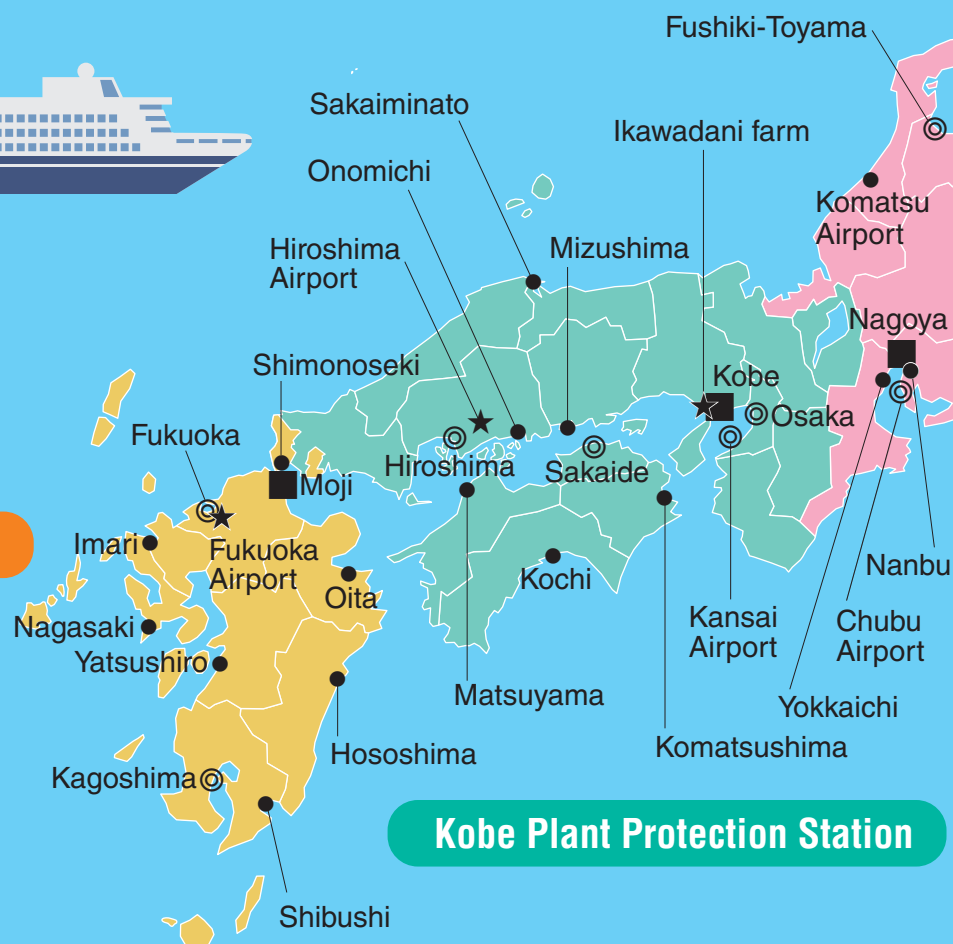 Fushiki-Toyama
Sakaiminato
Ikawadani farm
Onomichi
Komatsu
Airport
Hiroshima
Airport
Mizushima
Nagoya
Shimonoseki
Kobe
Osaka
Fukuoka
Hiroshima
Sakaide
Moji
Imari
Fukuoka
Airport
Oita
Kochi
Nanbu
Nagasaki
Kansai
Airport
Chubu
Airport
Yatsushiro
Matsuyama
Yokkaichi
Hososhima
Komatsushima
Kagoshima
Kobe Plant Protection Station
Shibushi